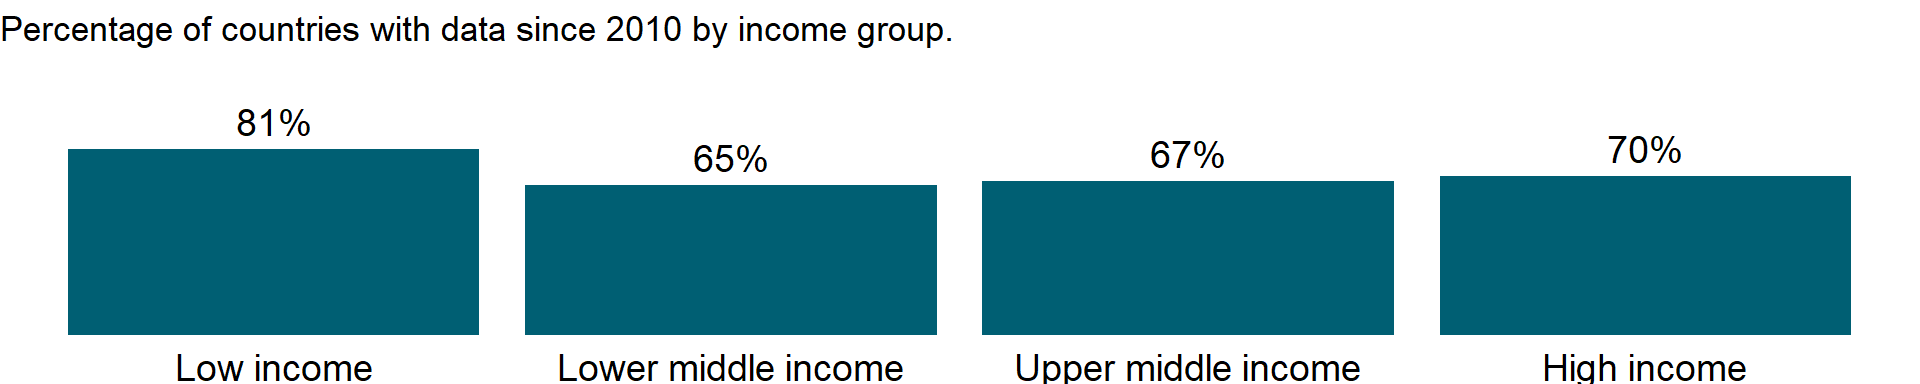 Percentage of countries with data since 2010 by income group.
81%
65%
67%
70%
Low income
Lower middle income
Upper middle income
High income